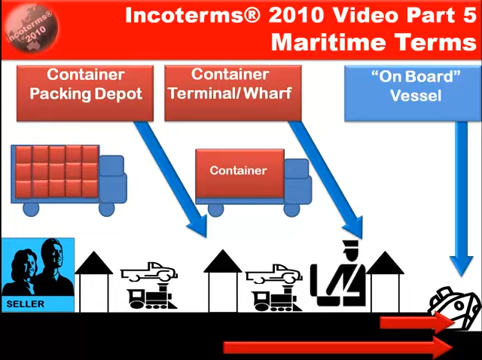 Incoterms® 2010 Video Part 5
Maritime Terms
Incoterms®
2010
Container
Packing Depot
Container
Terminal/Wharf
“On Board”
Vessel
Container
SELLER